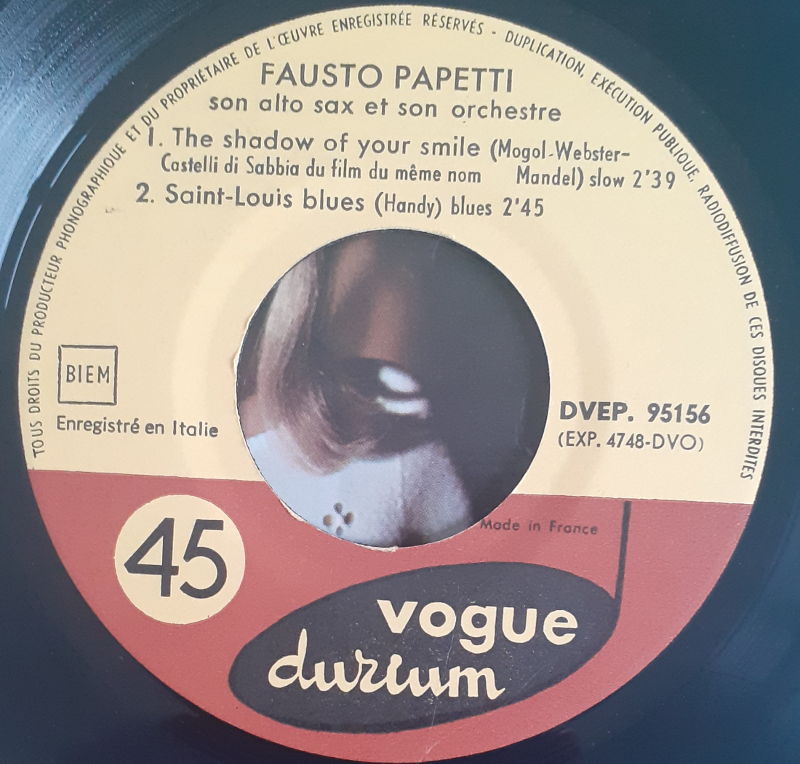 TOUS DROITS DU PRODUCTEUR PHONOGRAPHIQUE ET DU PROPRIÉTAIRE DE L'ŒUVRE ENREGISTRÉE RÉSERVÉS - DUPLICATION, EXÉCUTION PUBLIQUE, RADIODIFFUSION DE CES DISQUES INTERDITES
FAUSTO PAPETTI
son alto sax et son orchestre
1. The shadow of your smile (Mogol-Webster-
Castelli di Sabbia du film du même nom Mandel) slow 2'39
2. Saint-Louis blues (Handy) blues 2'45
BIEM
Enregistré en Italie
DVEP. 95156
(EXP. 4748-DVO)
Made in France
45
vogue
durium